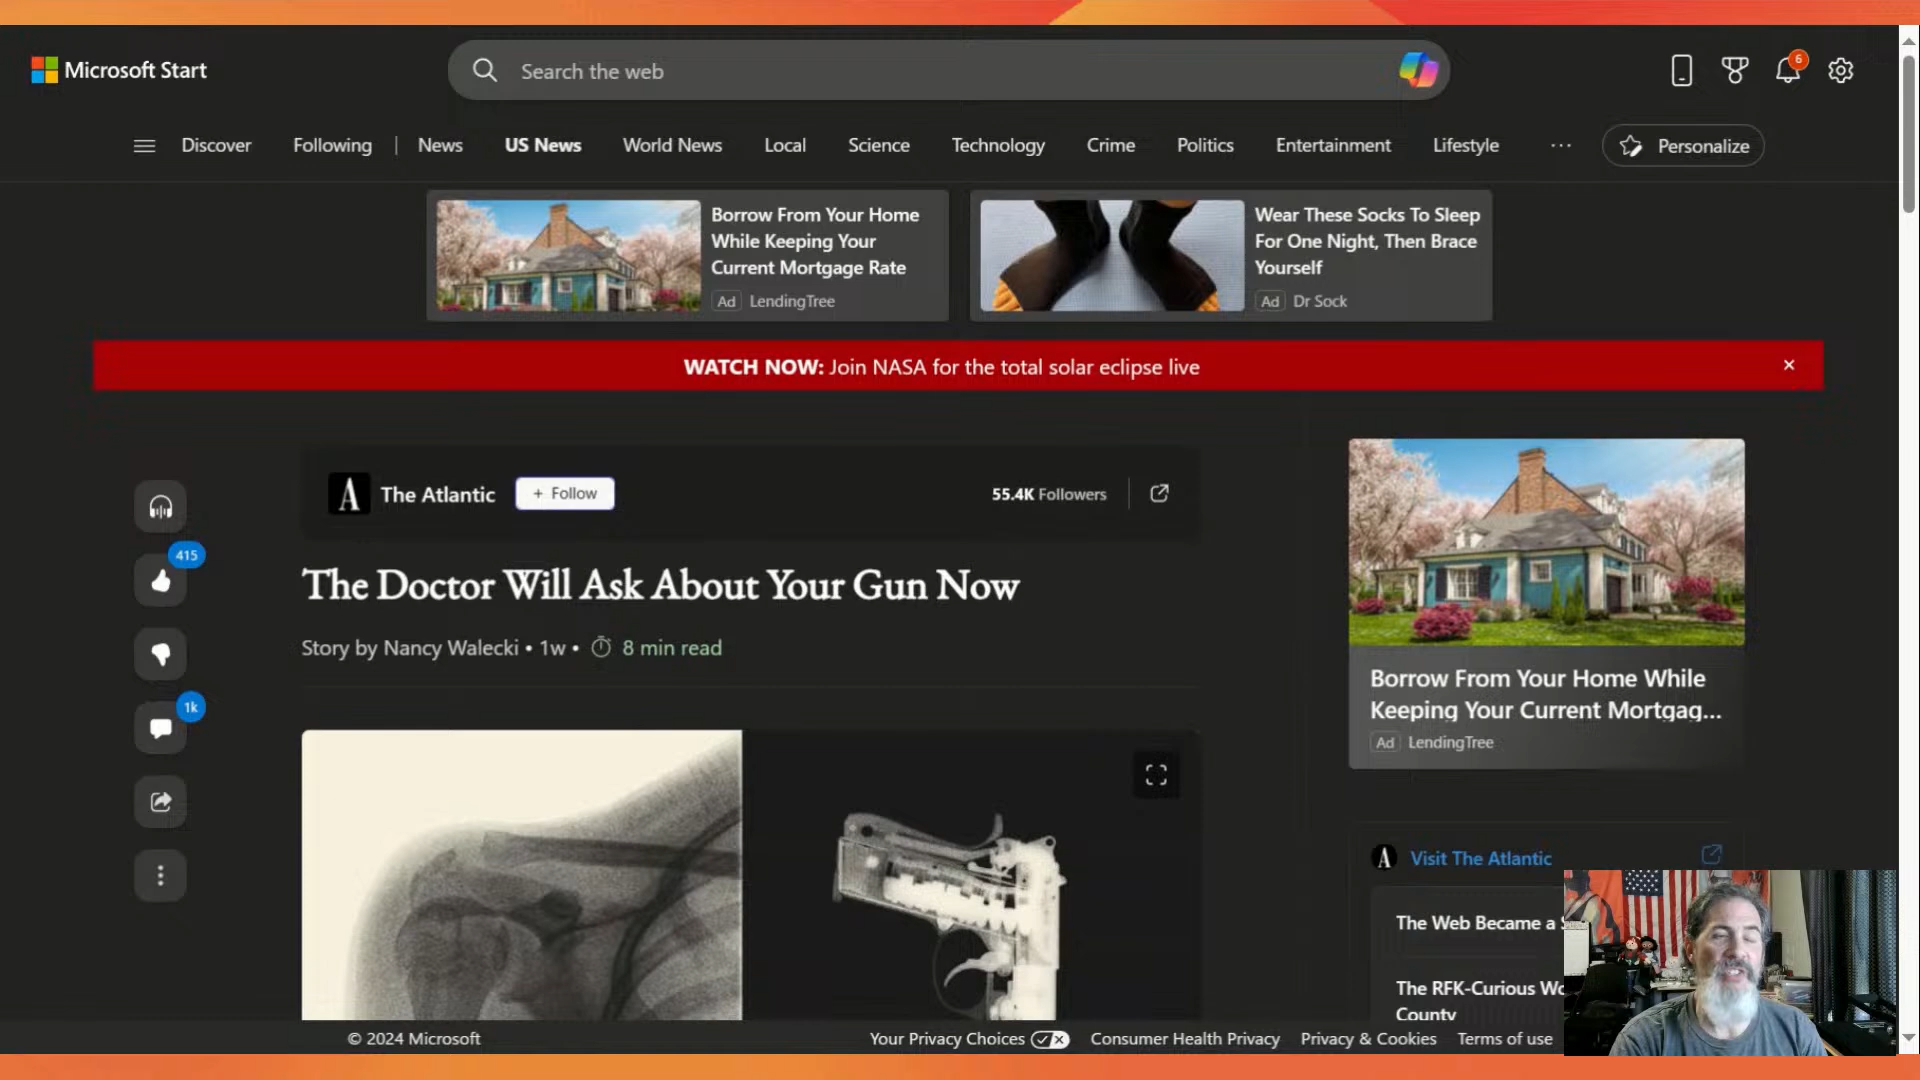 Microsoft Start
Search the web
6
Discover
Following
News
US News
World News
Local
Science
Technology
Crime
Politics
Entertainment
Lifestyle
Personalize
Borrow From Your Home
While Keeping Your
Current Mortgage Rate
Ad LendingTree
Wear These Socks To Sleep
For One Night, Then Brace
Yourself
Ad Dr Sock
WATCH NOW: Join NASA for the total solar eclipse live
A The Atlantic
+ Follow
55.4K Followers
415
1k
The Doctor Will Ask About Your Gun Now
Story by Nancy Walecki • 1w • 8 min read
Borrow From Your Home While
Keeping Your Current Mortgag...
Ad LendingTree
A Visit The Atlantic
The Web Became a
The RFK-Curious
County
© 2024 Microsoft
Your Privacy Choices
Consumer Health Privacy
Privacy & Cookies
Terms of use